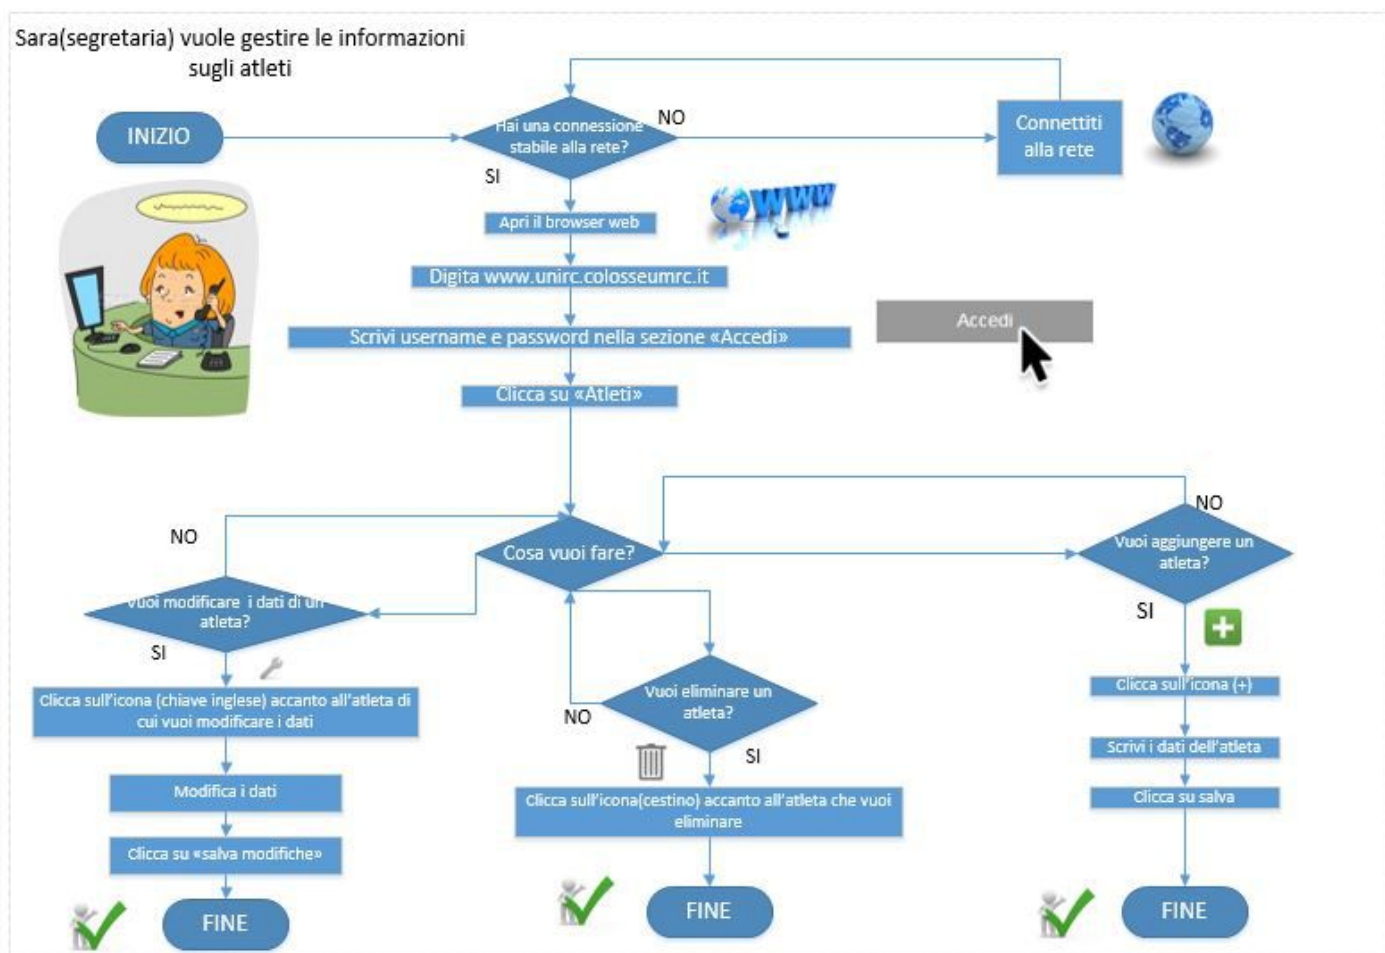 Sara(segretaria) vuole gestire le informazioni
sugli atleti
INIZIO
Hai una connessione
stabile alla rete?
NO
Connettiti
alla rete
SI
WWW
Apri il browser web
Digita www.unirc.colosseumrc.it
Scrivi username e password nella sezione «Accedi»
Accedi
Clicca su «Atleti»
NO
Cosa vuoi fare?
NO
Vuoi aggiungere un
atleta?
Vuoi modificare i dati di un
atleta?
SI
SI
Clicca sull'icona (chiave inglese) accanto all'atleta di
cui vuoi modificare i dati
Vuoi eliminare un
atleta?
NO
SI
Clicca sull'icona (+)
Scrivi i dati dell'atleta
Modifica i dati
Clicca sull'icona(cestino) accanto all'atleta che vuoi
eliminare
Clicca su salva
Clicca su «salva modifiche»
FINE
FINE
FINE